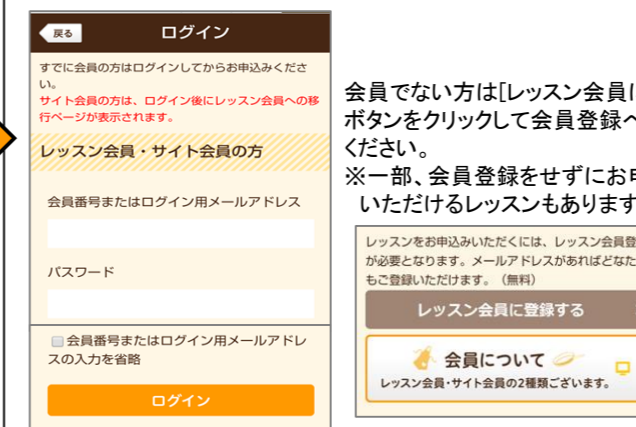 戻る
ログイン
すでに会員の方はログインしてからお申込みくださ
い。
サイト会員の方は、ログイン後にレッスン会員への移
行ページが表示されます。
レッスン会員・サイト会員の方
会員番号またはログイン用メールアドレス
パスワード
会員番号またはログイン用メールアドレ
スの入力を省略
ログイン
会員でない方は[レッスン会員に
ボタンをクリックして会員登録へ
ください。
※一部、会員登録をせずにお申
いただけるレッスンもあります
レッスンをお申込みいただくには、レッスン会員登
が必要となります。メールアドレスがあればどなた
もご登録いただけます。（無料）
レッスン会員に登録する
会員について
レッスン会員・サイト会員の2種類ございます。